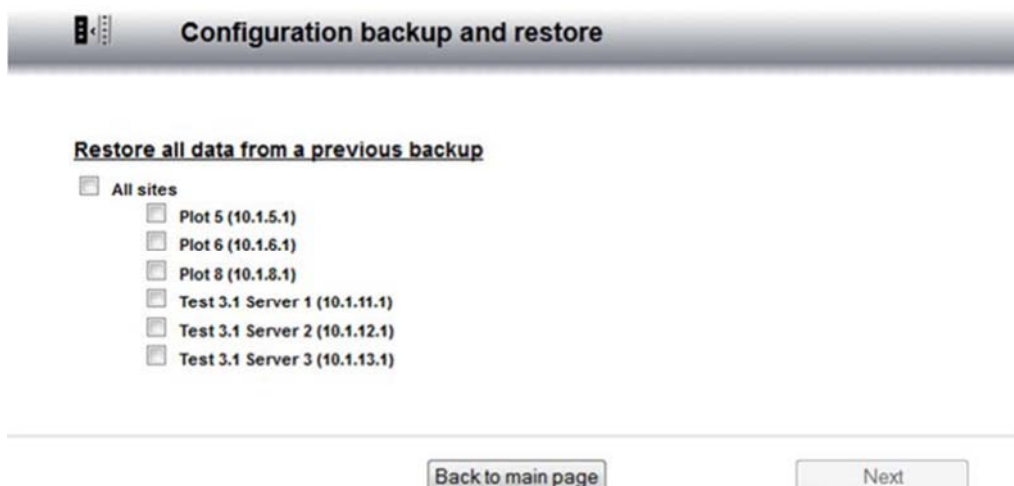 Configuration backup and restore
Restore all data from a previous backup
All sites
Plot 5 (10.1.5.1)
Plot 6 (10.1.6.1)
Plot 8 (10.1.8.1)
Test 3.1 Server 1 (10.1.11.1)
Test 3.1 Server 2 (10.1.12.1)
Test 3.1 Server 3 (10.1.13.1)
Back to main page
Next